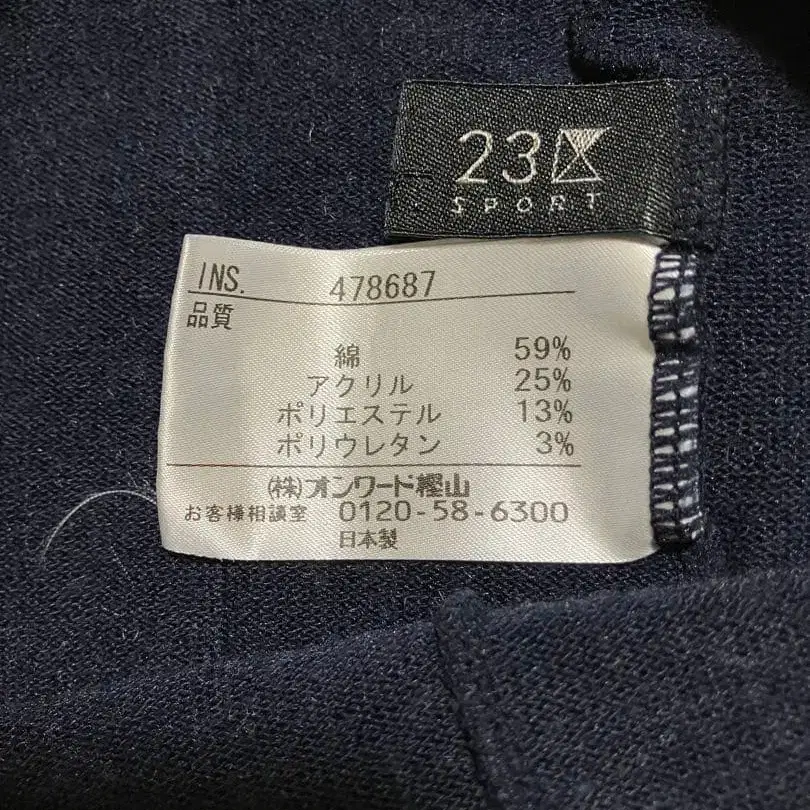 23区
SPORT
INS. 478687
品質
綿 59%
アクリル 25%
ポリエステル 13%
ポリウレタン 3%
(株)オンワード樫山
お客様相談室 0120-58-6300
日本製